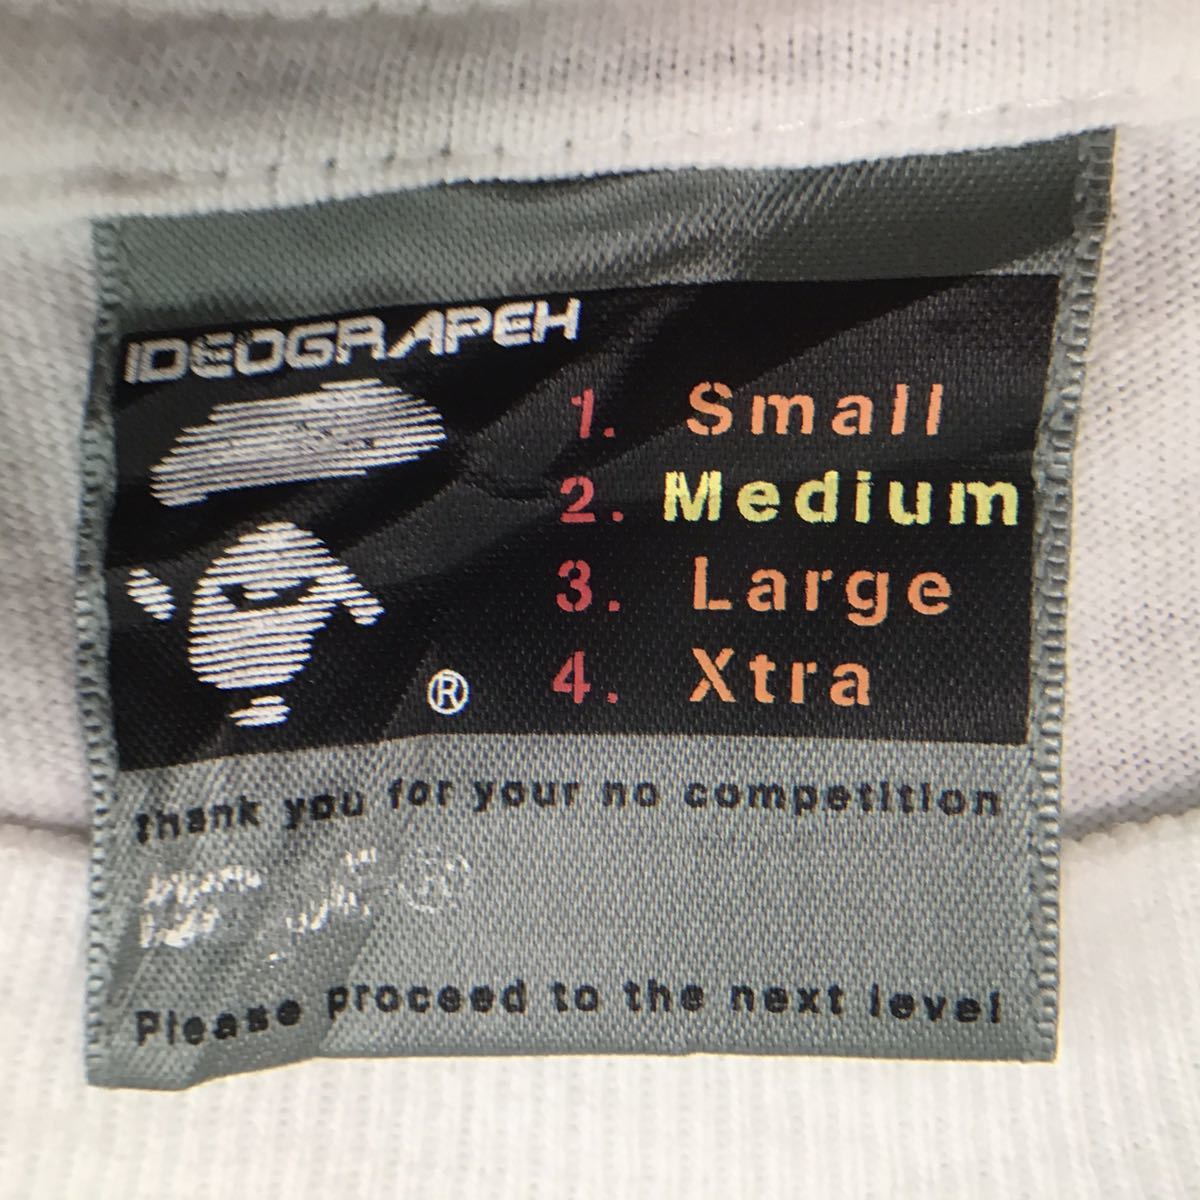 IDEOGRAPEH
1. Small
2. Medium
3. Large
4. Xtra
®
thank you for your no competition
Please proceed to the next level